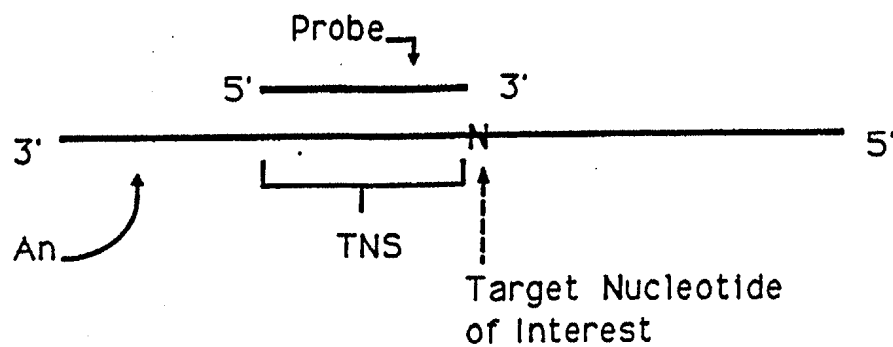 Probe
5' 3'
3' N 5'
An TNS
Target Nucleotide
of Interest